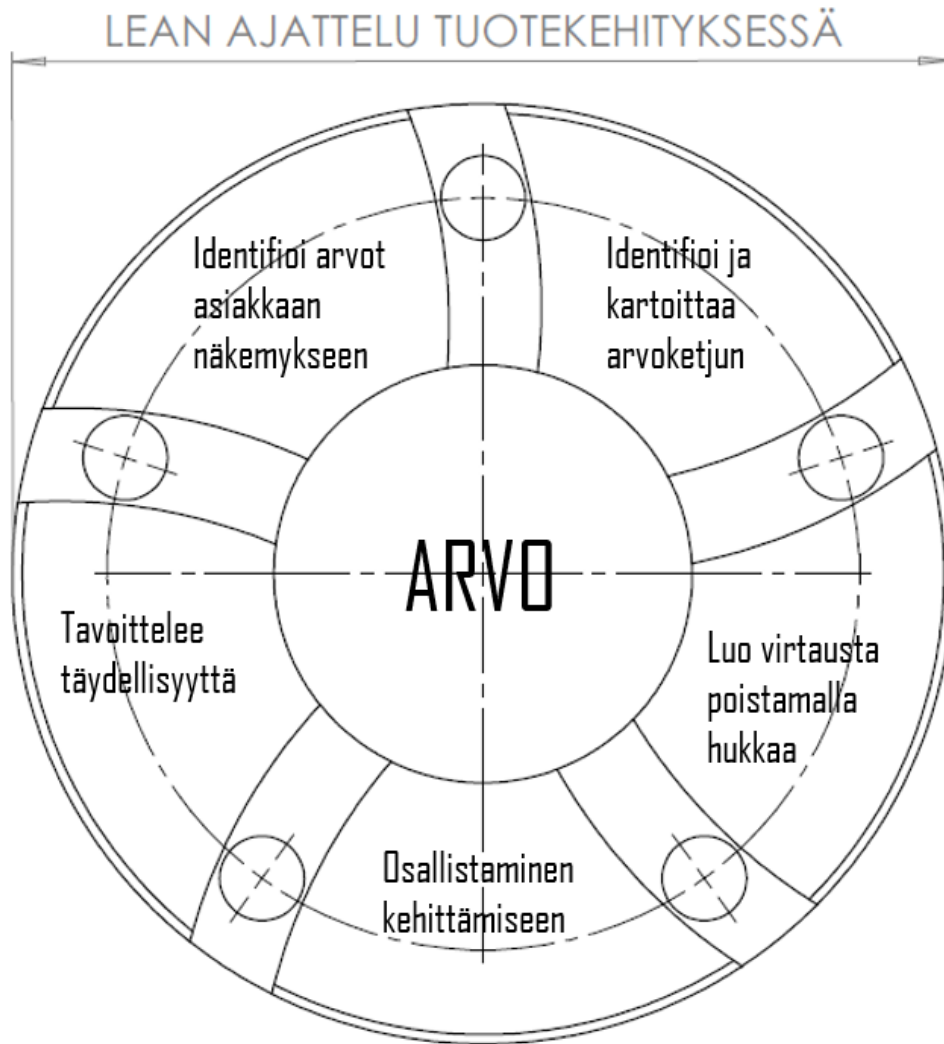 LEAN AJATTELU TUOTEKEHITYKSESSÄ
Identifioi arvot
asiakkaan
näkemykseen
Identifioi ja
kartoittaa
arvoketjun
ARVO
Tavoittelee
täydellisyyttä
Luo virtausta
poistamalla
hukkaa
Osallistaminen
kehittämiseen